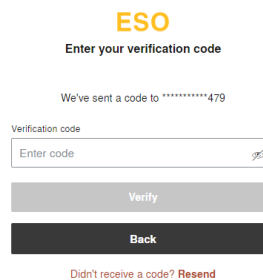 ESO
Enter your verification code
We've sent a code to ***********479
Verification code
Enter code
Verify
Back
Didn't receive a code? Resend